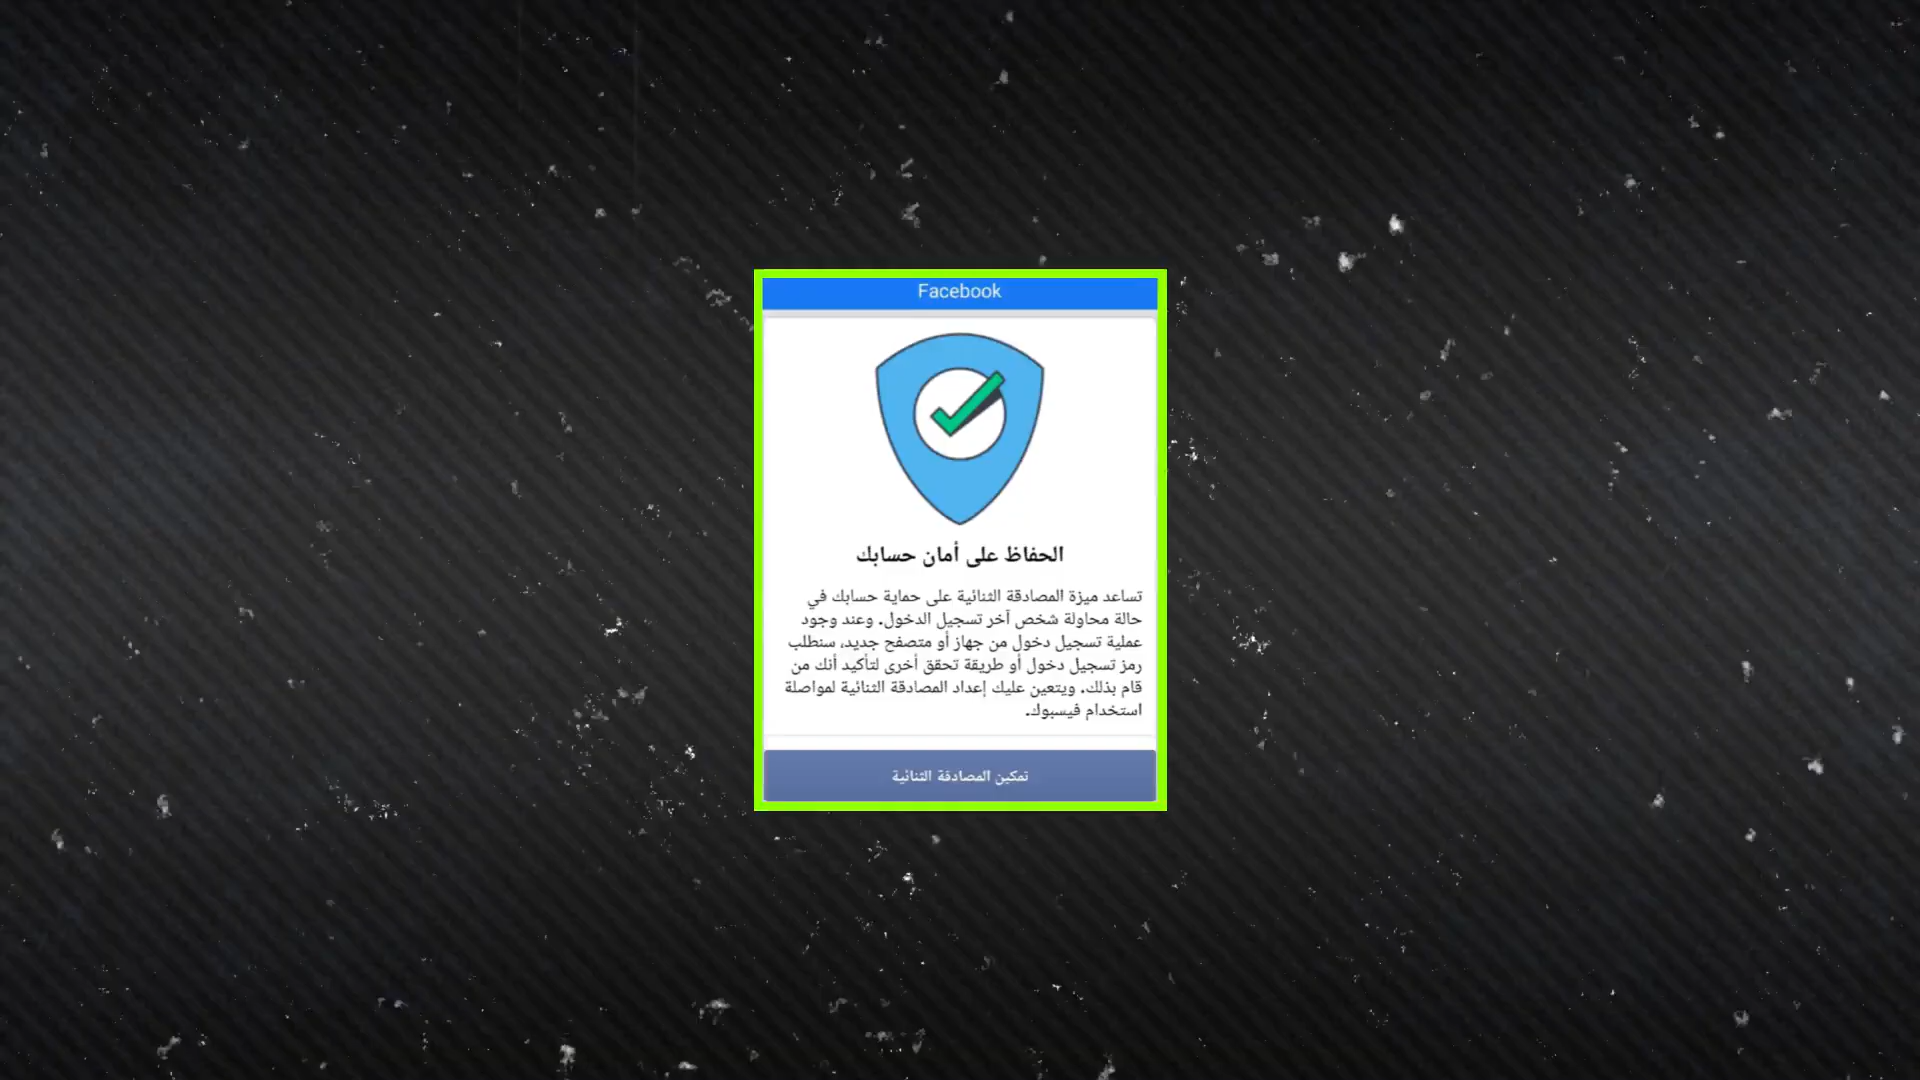 Facebook
الحفاظ على أمان حسابك
تساعد ميزة المصادقة الثنائية على حماية حسابك في
حالة محاولة شخص آخر تسجيل الدخول. وعند وجود
عملية تسجيل دخول من جهاز أو متصفح جديد، سنطلب
رمز تسجيل دخول أو طريقة تحقق أخرى لتأكيد أنك من
قام بذلك. ويتعين عليك إعداد المصادقة الثنائية لمواصلة
استخدام فيسبوك.
تمكين المصادقة الثنائية